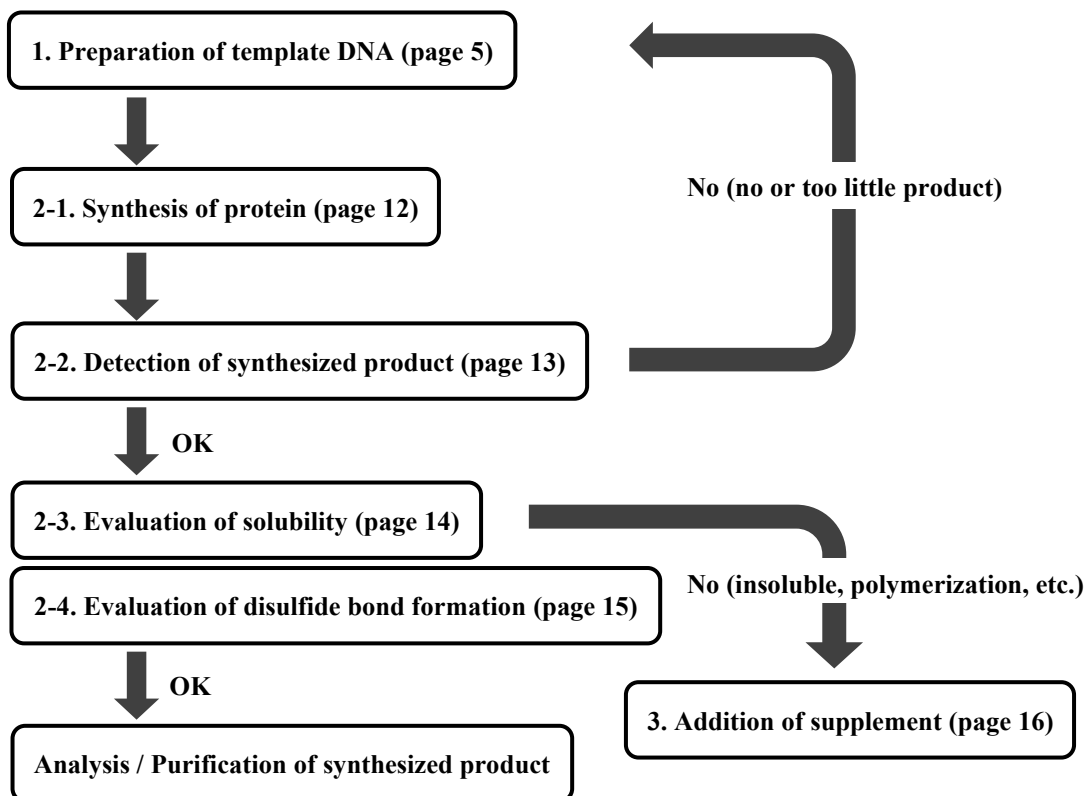 1. Preparation of template DNA (page 5)
2-1. Synthesis of protein (page 12)
No (no or too little product)
2-2. Detection of synthesized product (page 13)
OK
2-3. Evaluation of solubility (page 14)
2-4. Evaluation of disulfide bond formation (page 15)
No (insoluble, polymerization, etc.)
OK
3. Addition of supplement (page 16)
Analysis / Purification of synthesized product